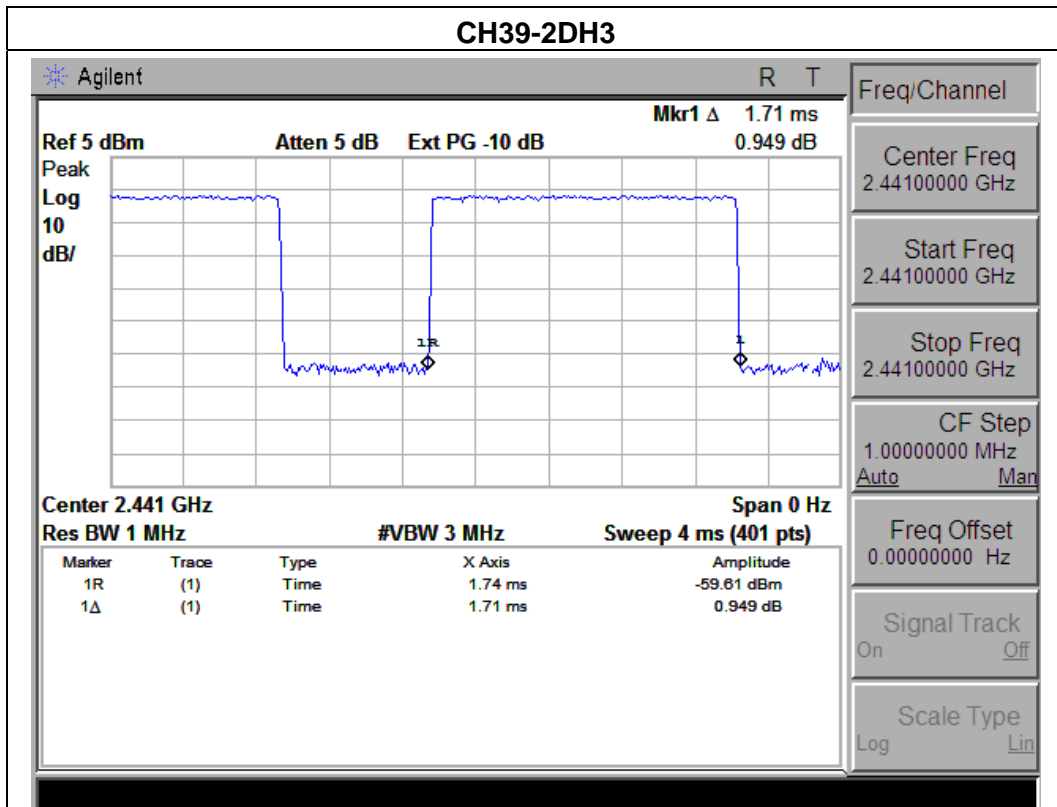 CH39-2DH3
Agilent R T
Mkr1 Δ 1.71 ms
Ref 5 dBm Atten 5 dB Ext PG -10 dB 0.949 dB
Peak
Log
10
dB/
1R
1
Center 2.441 GHz Span 0 Hz
Res BW 1 MHz #VBW 3 MHz Sweep 4 ms (401 pts)
Marker Trace Type X Axis Amplitude
1R (1) Time 1.74 ms -59.61 dBm
1Δ (1) Time 1.71 ms 0.949 dB
Freq/Channel
Center Freq
2.44100000 GHz
Start Freq
2.44100000 GHz
Stop Freq
2.44100000 GHz
CF Step
1.00000000 MHz
Auto Man
Freq Offset
0.00000000 Hz
Signal Track
On Off
Scale Type
Log Lin